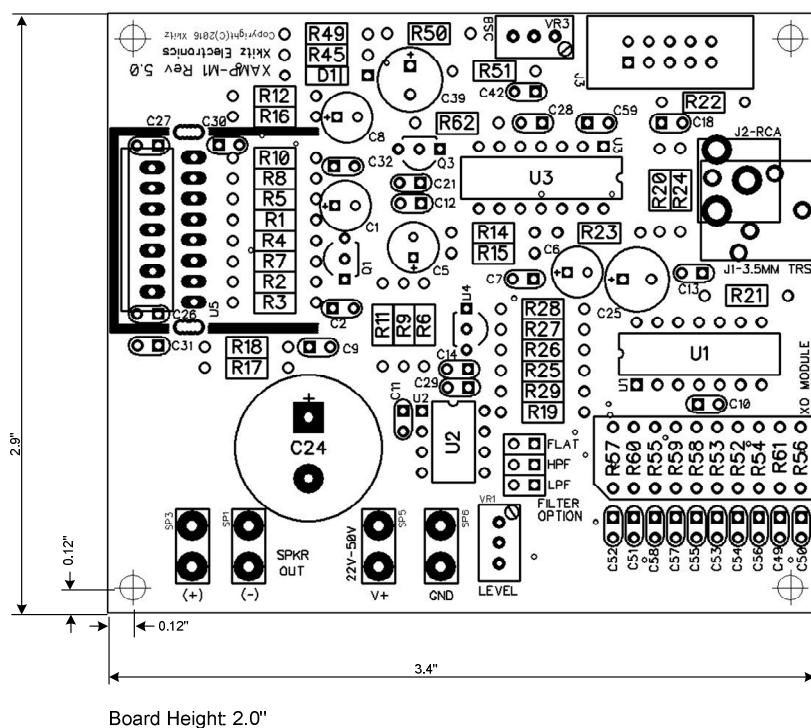 Copyright(C)2016 Xkitz
Xkitz Electronics
XAMP-M1 Rev 5.0
R49
R45
D1
R50
C39
BSC
VR3
R51
C42
J3
R12
R16
C8
R62
C28
C59
R22
C18
J2-RCA
C27
C30
R10
R8
R5
R1
R4
R7
R2
R3
C32
C1
Q1
Q3
C21
C12
U3
U3
R20
R24
R14
R15
C5
C6
R23
C7
C25
C13
J1-3.5MM TRS
R21
C26
U5
C2
C31
R18
R17
C9
R11
R9
R6
U4
C14
C29
R28
R27
R26
R25
R29
R19
U1
U1
C10
XO MODULE
+
C24
C11
U2
U2
FLAT
HPF
LPF
FILTER
OPTION
R57
R60
R55
R59
R58
R53
R52
R54
R61
R56
C52
C51
C58
C57
C55
C53
C54
C56
C49
C50
SP3
SP1
SPKR
OUT
(+)
(-)
22V-50V
SP5
V+
SP6
GND
VR1
LEVEL
2.9"
0.12"
0.12"
3.4"
Board Height: 2.0"